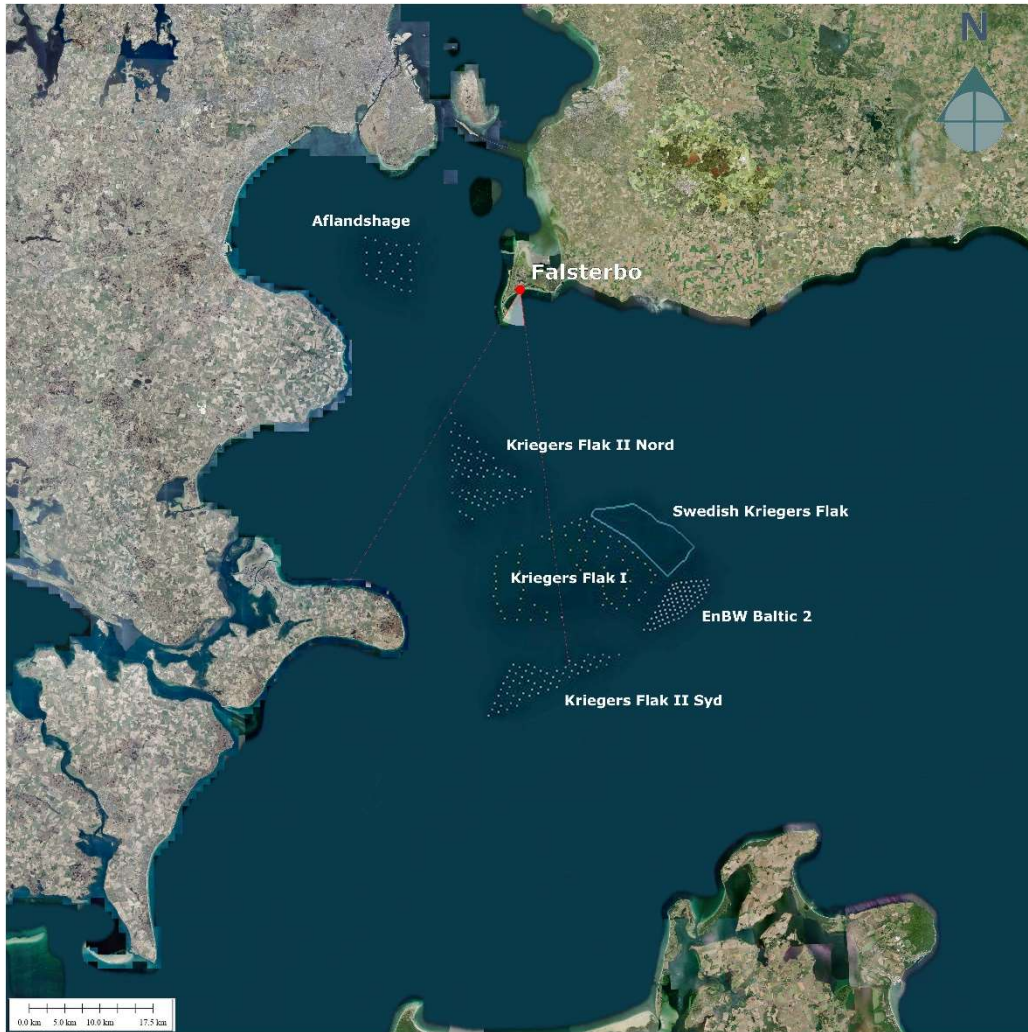 N
Aflandshage
Falsterbo
Kriegers Flak II Nord
Swedish Kriegers Flak
Kriegers Flak I
EnBW Baltic 2
Kriegers Flak II Syd
0.0 km 5.0 km 10.0 km 17.5 km